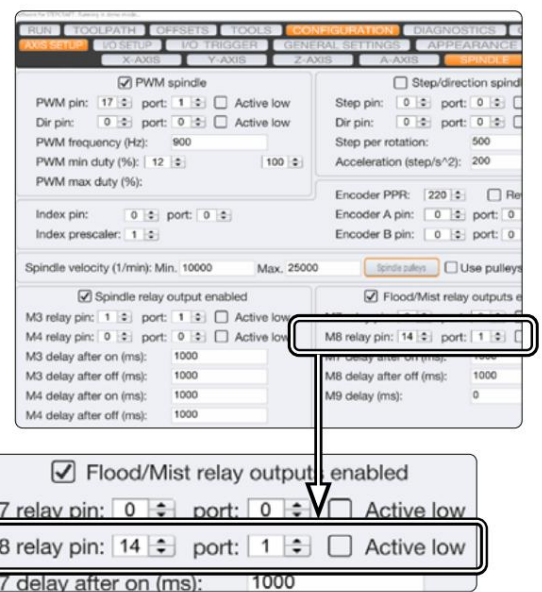 RUN TOOLPATH OFFSETS TOOLS CONFIGURATION DIAGNOSTICS
AXIS SETUP I/O SETUP I/O TRIGGER GENERAL SETTINGS APPEARANCE
X-AXIS Y-AXIS Z-AXIS A-AXIS SPINDLE
PWM spindle Step/direction spind
PWM pin: 17 port: 1 Active low Step pin: 0 port: 0
Dir pin: 0 port: 0 Active low Dir pin: 0 port: 0
PWM frequency (Hz): 900 Step per rotation: 500
PWM min duty (%): 12 100 Acceleration (step/s^2): 200
PWM max duty (%):
Encoder PPR: 220 Re
Index pin: 0 port: 0 Encoder A pin: 0 port: 0
Index prescaler: 1 Encoder B pin: 0 port: 0
Spindle velocity (1/min): Min. 10000 Max. 25000 Spindle pulleys Use pulleys
Spindle relay output enabled Flood/Mist relay outputs e
M3 relay pin: 1 port: 1 Active low
M4 relay pin: 0 port: 0 Active low M8 relay pin: 14 port: 1
M3 delay after on (ms): 1000 M7 delay after on (ms): 1000
M3 delay after off (ms): 1000 M8 delay after off (ms): 1000
M4 delay after on (ms): 1000 M9 delay (ms): 0
M4 delay after off (ms): 1000
Flood/Mist relay outputs enabled
7 relay pin: 0 port: 0 Active low
8 relay pin: 14 port: 1 Active low
7 delay after on (ms): 1000